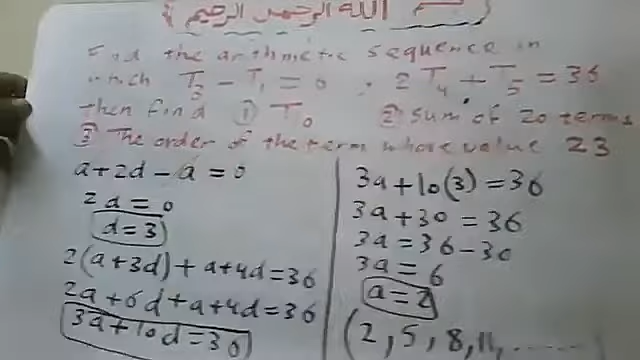 بسم الله الرحمن الرحيم
Find the arithmetic sequence in
which T₃ - T₁ = 6 , 2T₄ + T₅ = 36
then find ① T₁₀ ② Sum of 20 terms
③ The order of the term whose value 23
a + 2d - a = 6
2d = 6
d = 3
2(a + 3d) + a + 4d = 36
2a + 6d + a + 4d = 36
3a + 10d = 36
3a + 10(3) = 36
3a + 30 = 36
3a = 36 - 30
3a = 6
a = 2
(2, 5, 8, 11, ......)